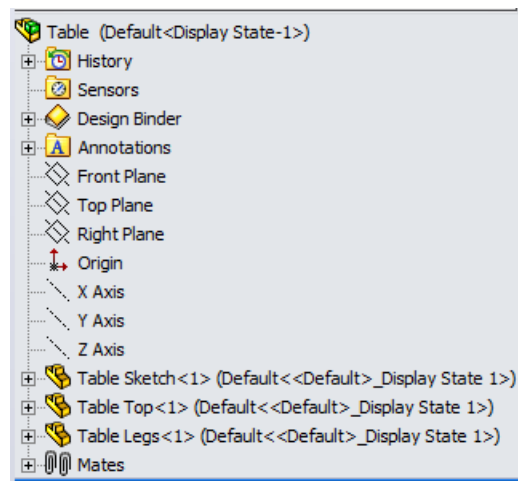 Table (Default<Display State-1>)
History
Sensors
Design Binder
A Annotations
Front Plane
Top Plane
Right Plane
Origin
X Axis
Y Axis
Z Axis
Table Sketch<1> (Default<<Default>_Display State 1>)
Table Top<1> (Default<<Default>_Display State 1>)
Table Legs<1> (Default<<Default>_Display State 1>)
Mates